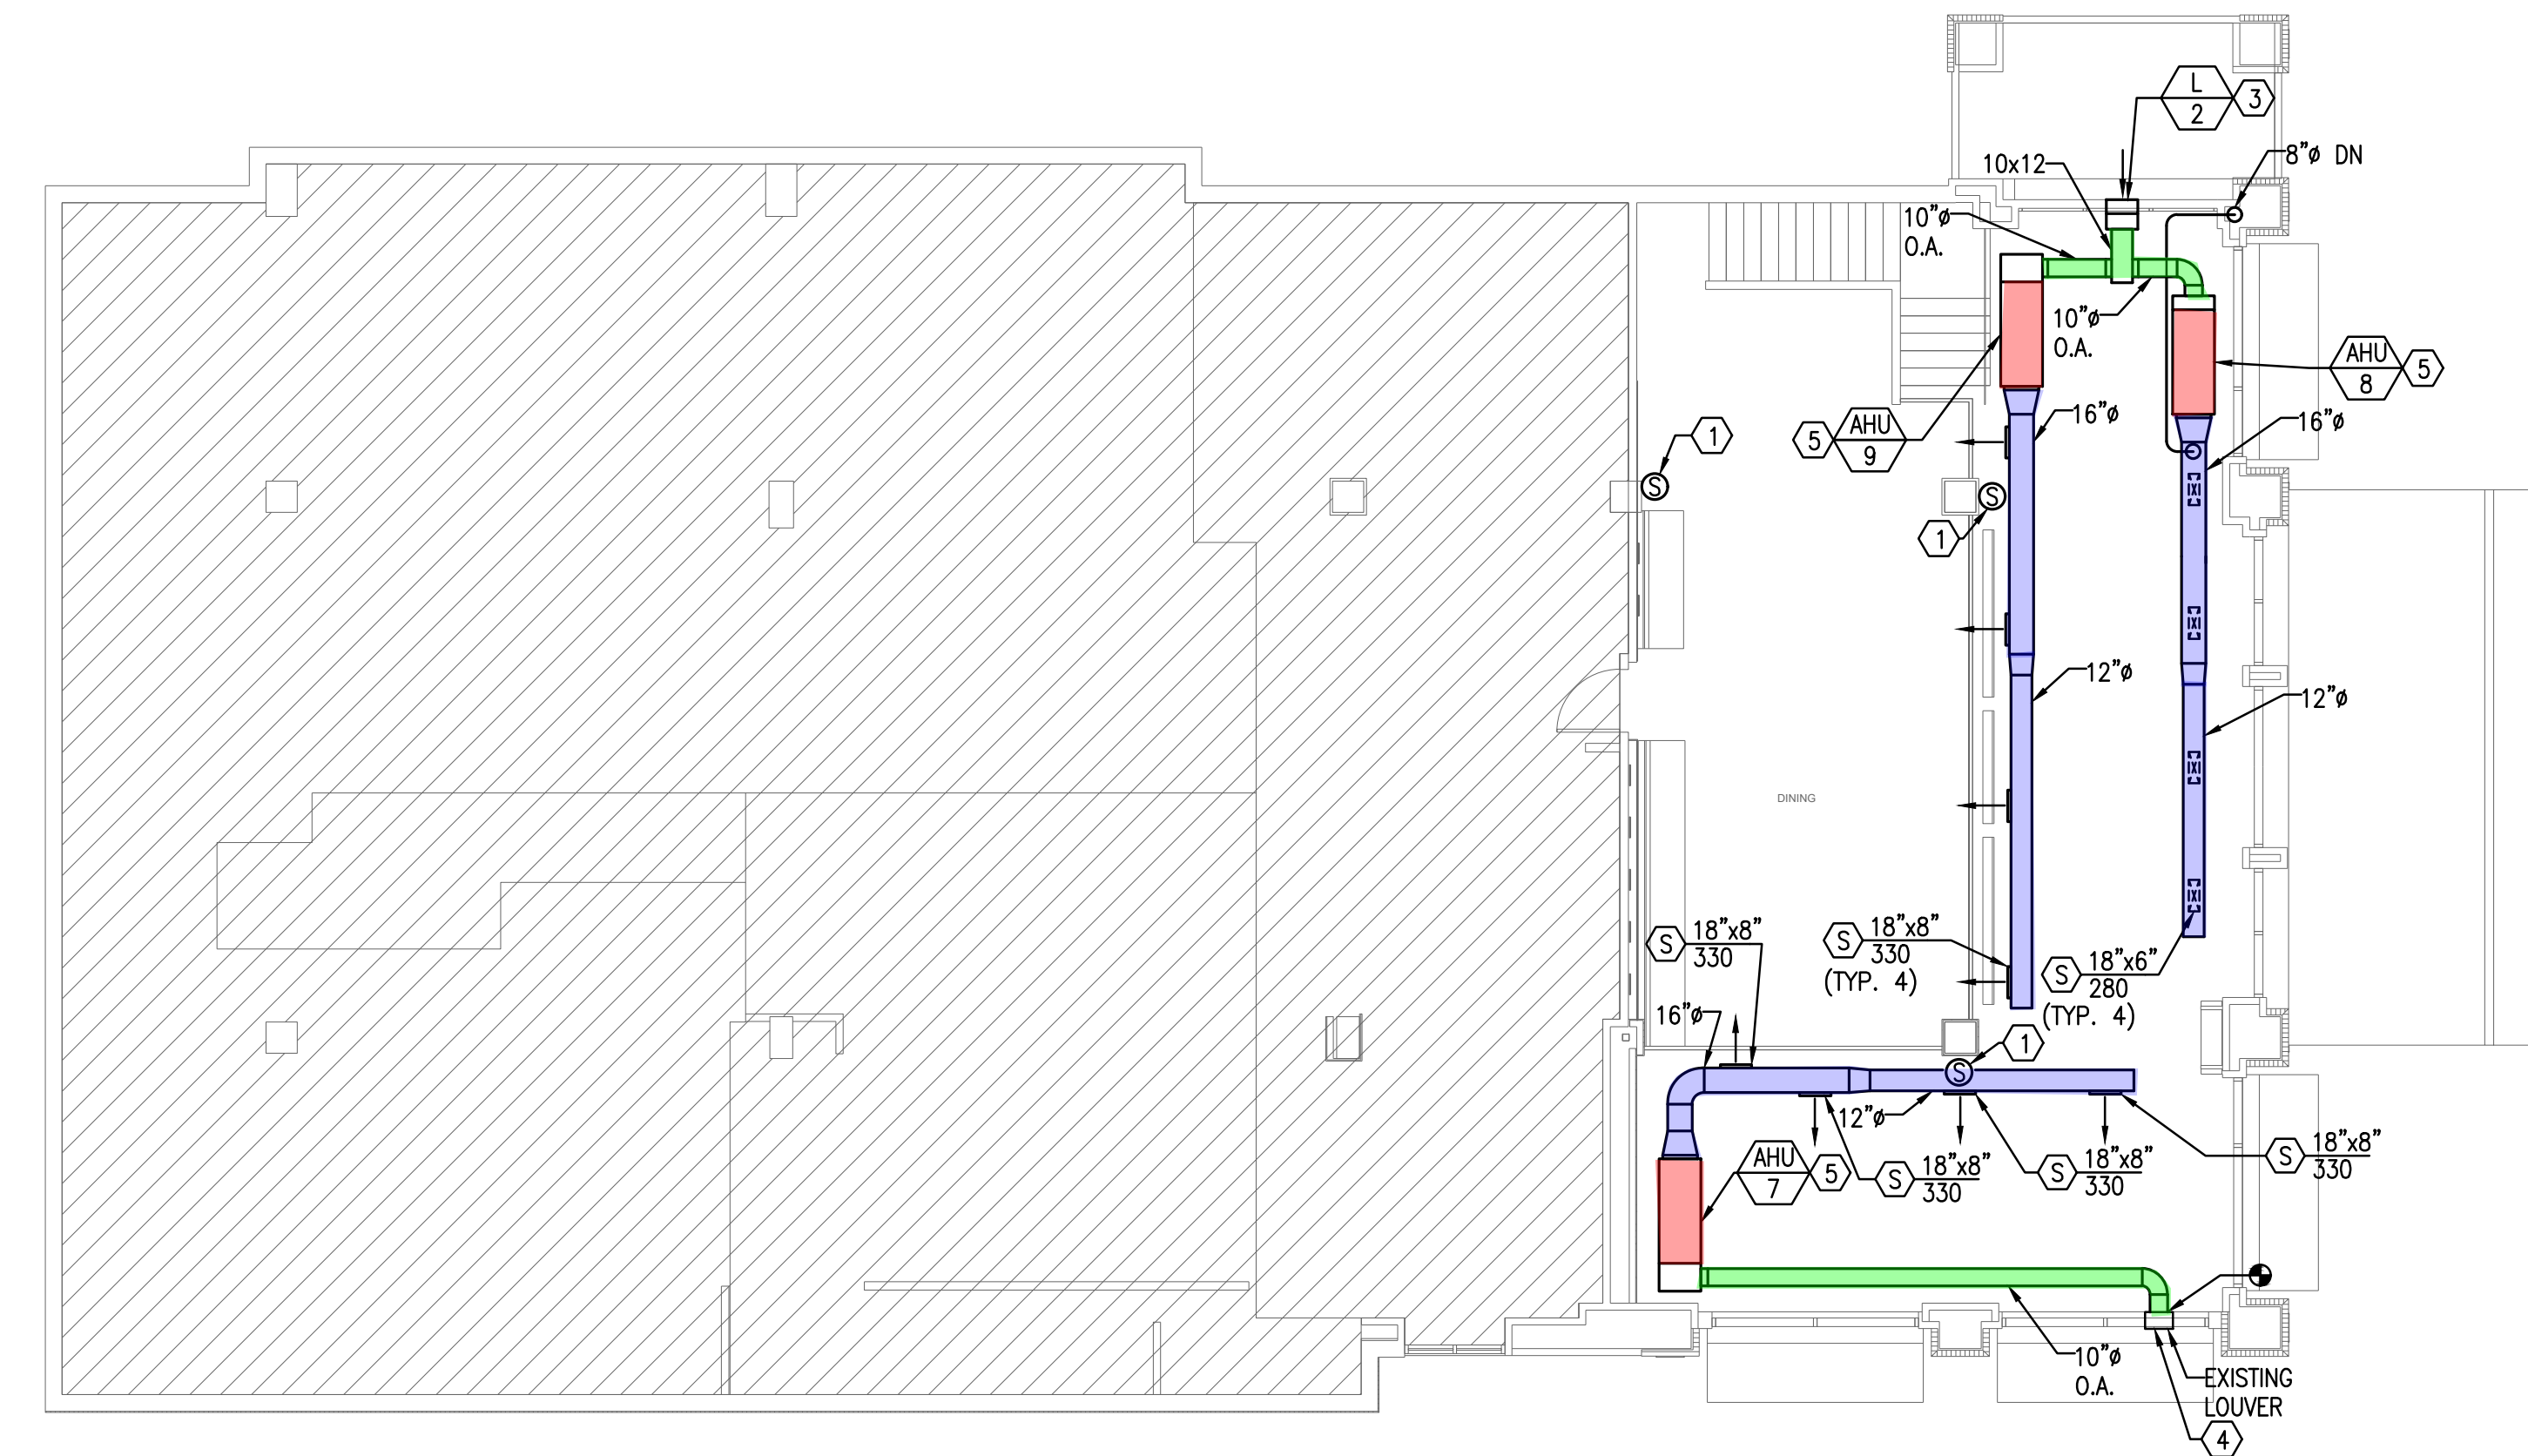 L
2
3
8"ø DN
10x12
10"ø
O.A.
10"ø
O.A.
AHU
8
5
16"ø
16"ø
5
AHU
9
1
S
S
1
12"ø
12"ø
DINING
S
18"x8"
330
S
18"x8"
330
(TYP. 4)
S
18"x6"
280
(TYP. 4)
16"ø
1
S
12"ø
AHU
7
5
S
18"x8"
330
S
18"x8"
330
S
18"x8"
330
10"ø
O.A.
EXISTING
LOUVER
4